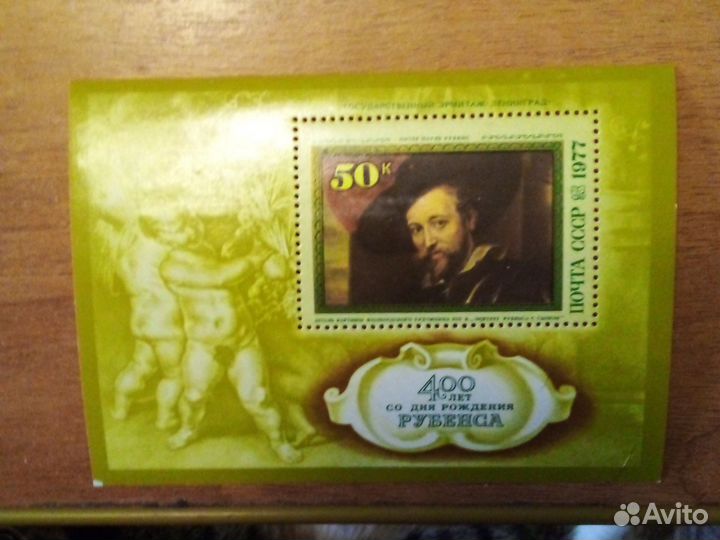 ГОСУДАРСТВЕННЫЙ ЭРМИТАЖ. ЛЕНИНГРАД
50К
ПОЧТА СССР 1977
400
ЛЕТ
СО ДНЯ РОЖДЕНИЯ
РУБЕНСА
Avito